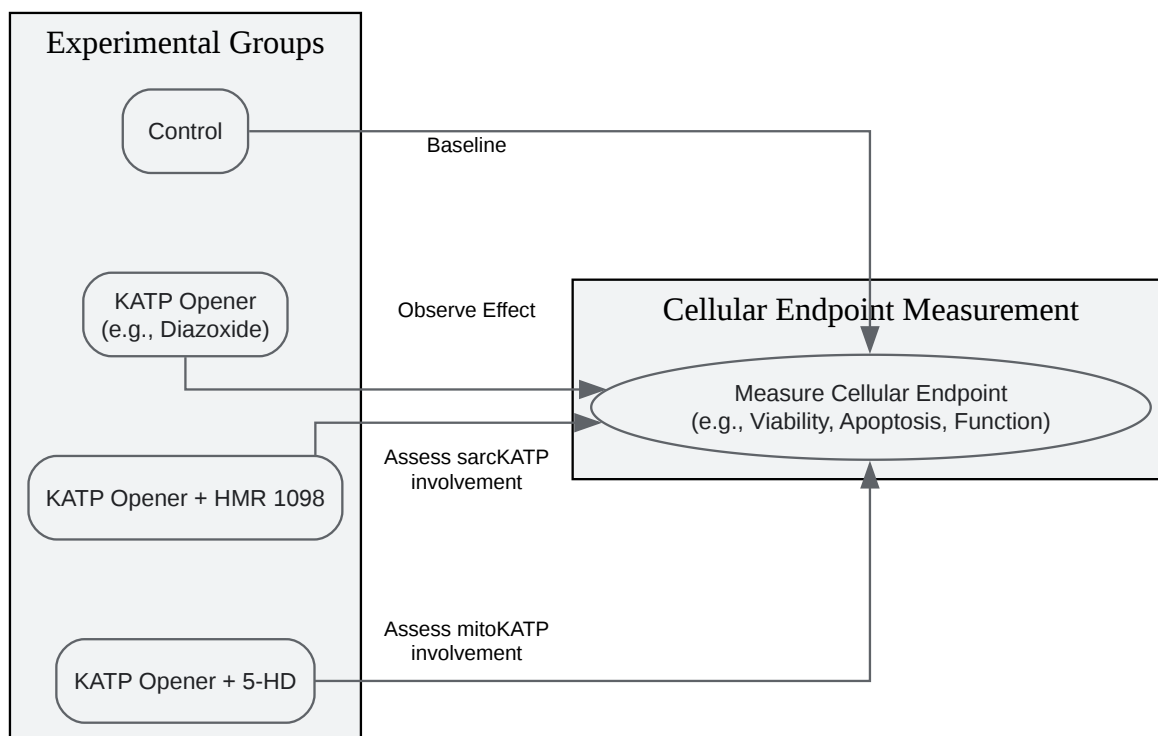 Experimental Groups
Control
Baseline
KATP Opener
(e.g., Diazoxide)
Observe Effect
Cellular Endpoint Measurement
Measure Cellular Endpoint
(e.g., Viability, Apoptosis, Function)
KATP Opener + HMR 1098
Assess sarcKATP
involvement
KATP Opener + 5-HD
Assess mitoKATP
involvement